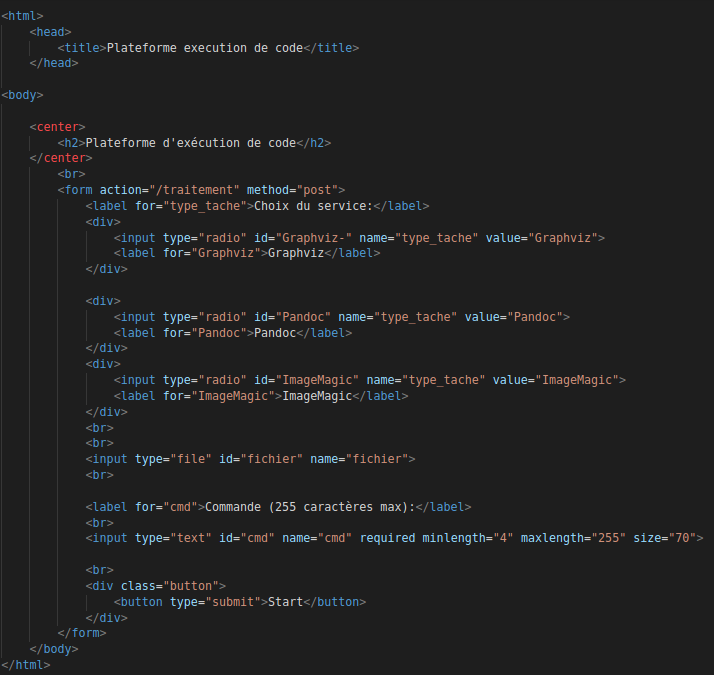 <html>
<head>
<title>Plateforme execution de code</title>
</head>
<body>
<center>
<h2>Plateforme d'exécution de code</h2>
</center>
<br>
<form action="/traitement" method="post">
<label for="type_tache">Choix du service:</label>
<div>
<input type="radio" id="Graphviz-" name="type_tache" value="Graphviz">
<label for="Graphviz">Graphviz</label>
</div>
<div>
<input type="radio" id="Pandoc" name="type_tache" value="Pandoc">
<label for="Pandoc">Pandoc</label>
</div>
<div>
<input type="radio" id="ImageMagic" name="type_tache" value="ImageMagic">
<label for="ImageMagic">ImageMagic</label>
</div>
<br>
<br>
<input type="file" id="fichier" name="fichier">
<br>
<label for="cmd">Commande (255 caractères max):</label>
<br>
<input type="text" id="cmd" name="cmd" required minlength="4" maxlength="255" size="70">
<br>
<div class="button">
<button type="submit">Start</button>
</div>
</form>
</body>
</html>